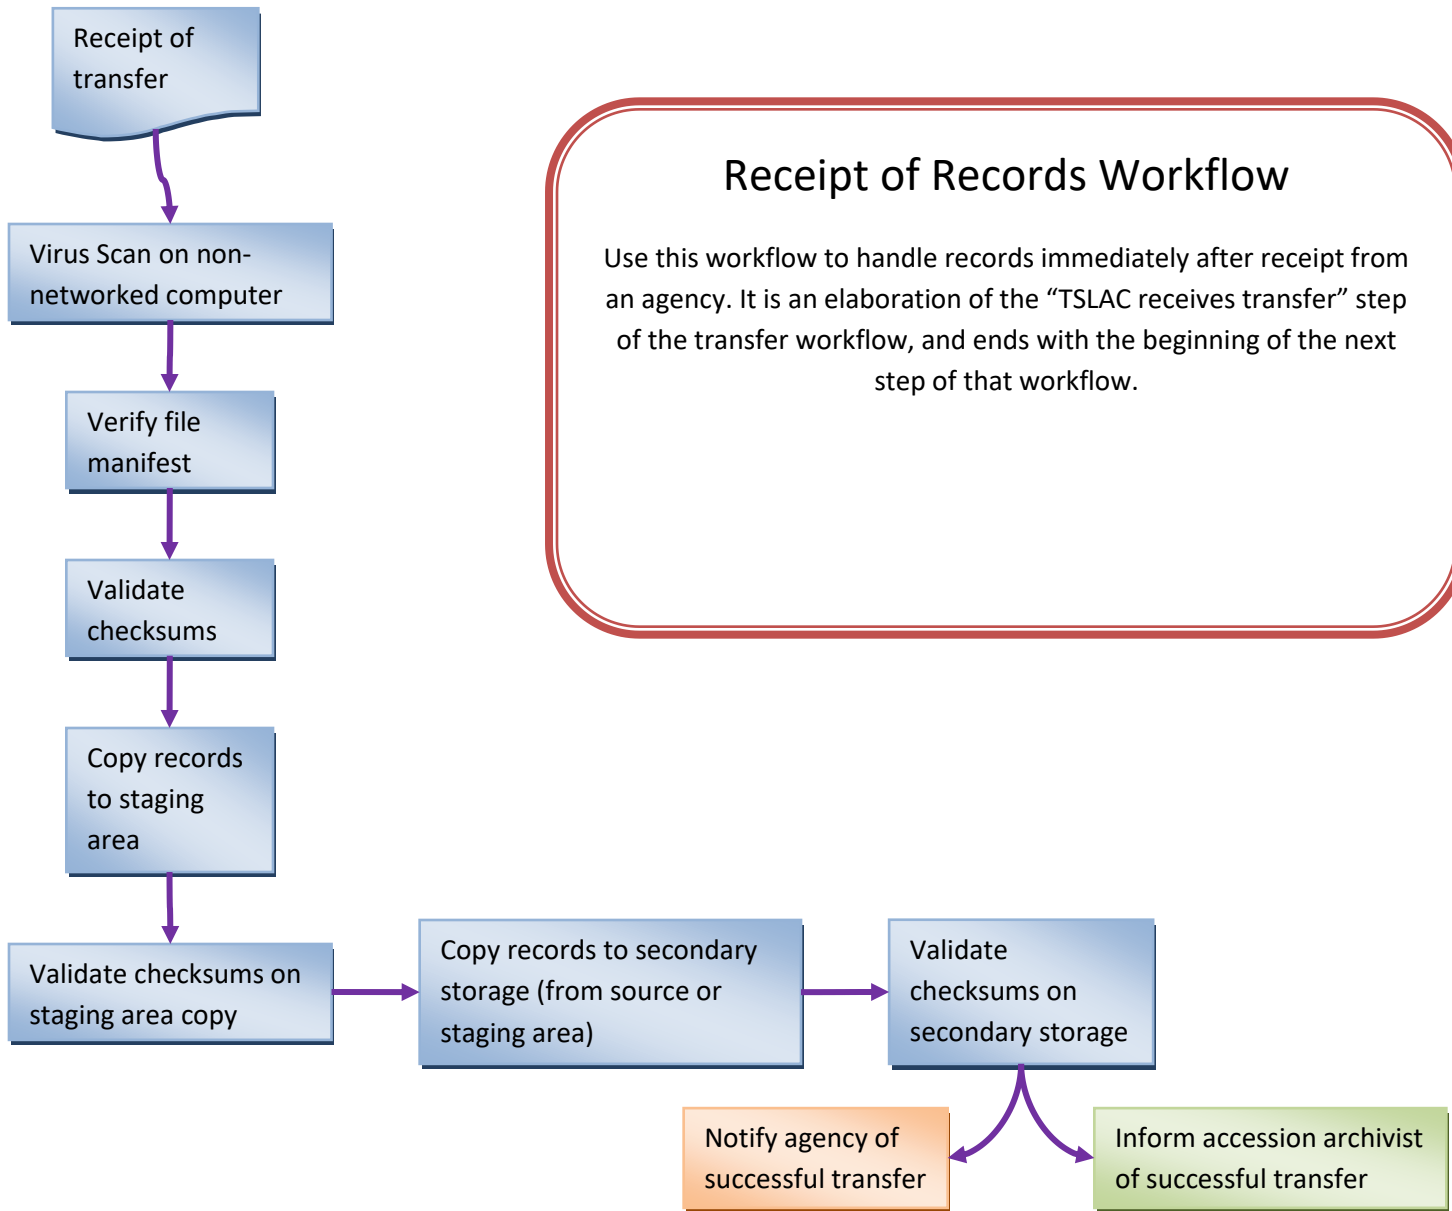 Receipt of
transfer
Receipt of Records Workflow
Use this workflow to handle records immediately after receipt from
an agency. It is an elaboration of the “TSLAC receives transfer” step
of the transfer workflow, and ends with the beginning of the next
step of that workflow.
Virus Scan on non-
networked computer
Verify file
manifest
Validate
checksums
Copy records
to staging
area
Validate checksums on
staging area copy
Copy records to secondary
storage (from source or
staging area)
Validate
checksums on
secondary storage
Notify agency of
successful transfer
Inform accession archivist
of successful transfer